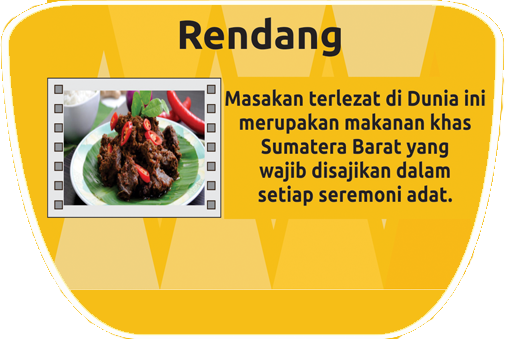 Rendang
Masakan terlezat di Dunia ini
merupakan makanan khas
Sumatera Barat yang
wajib disajikan dalam
setiap seremoni adat.